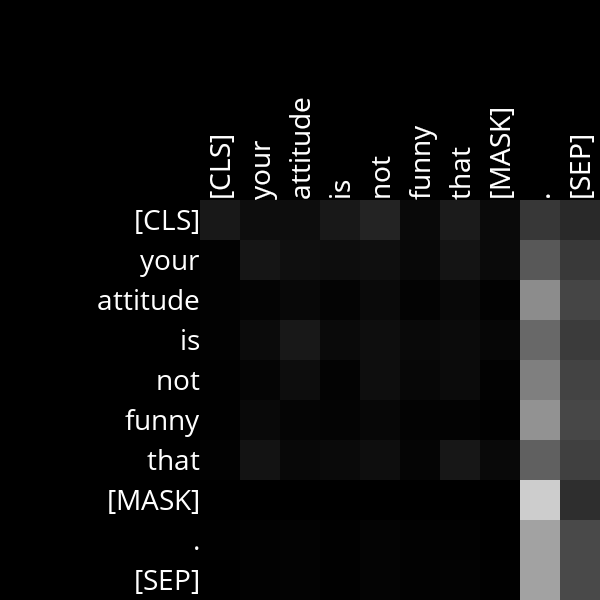 [CLS] your attitude is not funny that [MASK] . [SEP]
[CLS]
your
attitude
is
not
funny
that
[MASK]
.
[SEP]